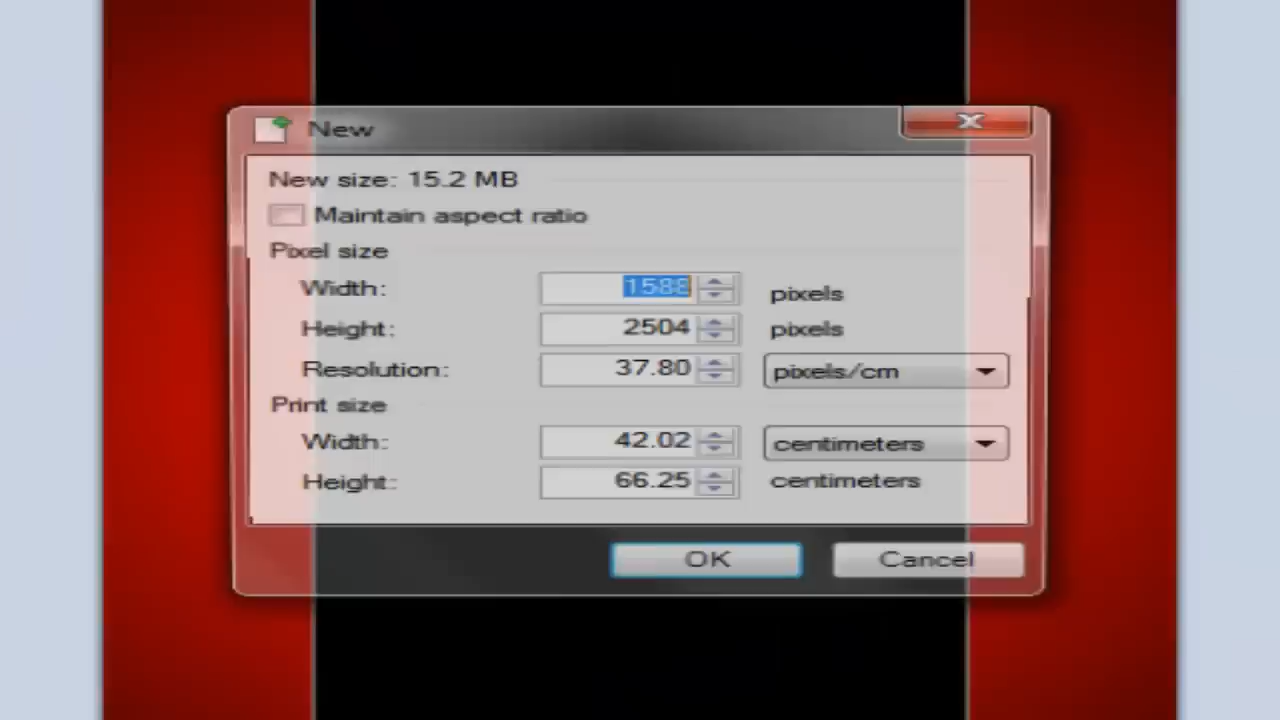 New
New size: 15.2 MB
Maintain aspect ratio
Pixel size
Width: 1588 pixels
Height: 2504 pixels
Resolution: 37.80 pixels/cm
Print size
Width: 42.02 centimeters
Height: 66.25 centimeters
OK Cancel